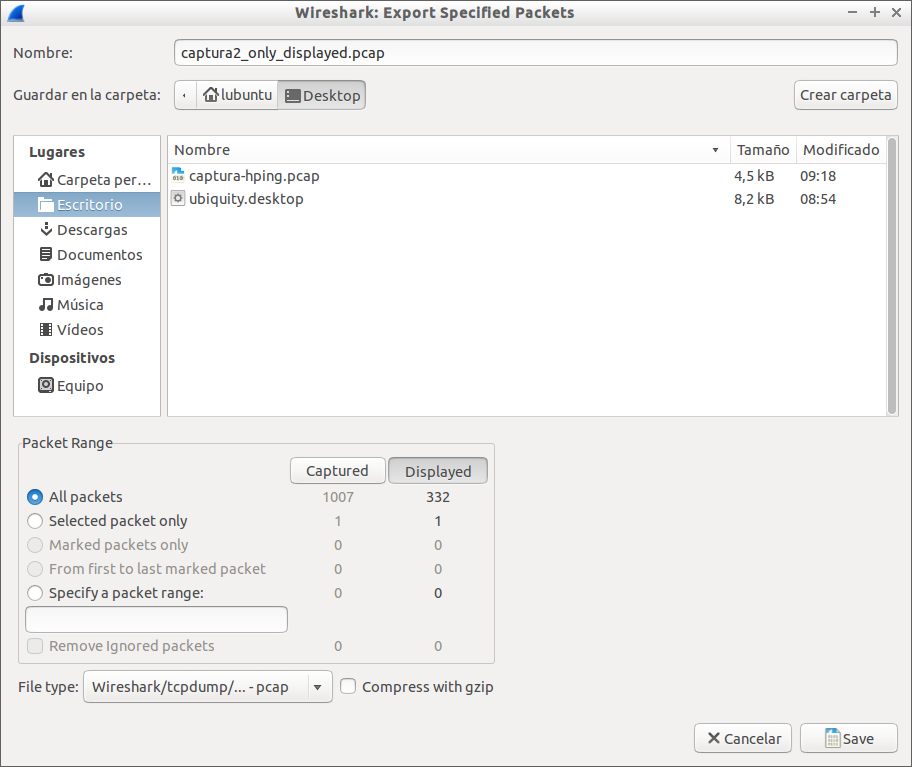 Wireshark: Export Specified Packets
Nombre: captura2_only_displayed.pcap
Guardar en la carpeta: lubuntu Desktop Crear carpeta
Lugares
Carpeta per...
Escritorio
Descargas
Documentos
Imágenes
Música
Vídeos
Dispositivos
Equipo
Nombre Tamaño Modificado
captura-hping.pcap 4,5 kB 09:18
ubiquity.desktop 8,2 kB 08:54
Packet Range
Captured Displayed
All packets 1007 332
Selected packet only 1 1
Marked packets only 0 0
From first to last marked packet 0 0
Specify a packet range: 0 0
Remove Ignored packets 0 0
File type: Wireshark/tcpdump/... - pcap Compress with gzip
Cancelar Save